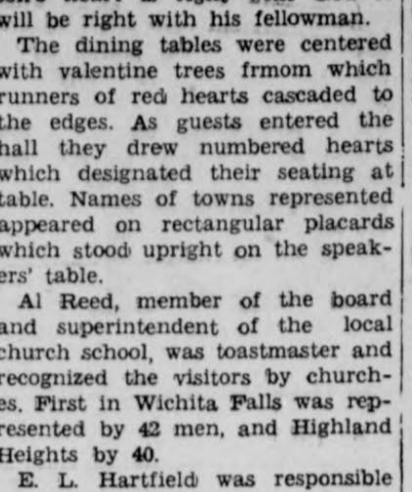 will be right with his fellowman.
The dining tables were centered
with valentine trees frmom which
runners of red hearts cascaded to
the edges. As guests entered the
hall they drew numbered hearts
which designated their seating at
table. Names of towns represented
appeared on rectangular placards
which stood upright on the speak-
ers' table.
Al Reed, member of the board
and superintendent of the local
church school, was toastmaster and
recognized the visitors by church-
es. First in Wichita Falls was rep-
resented by 42 men, and Highland
Heights by 40.
E. L. Hartfield was responsible